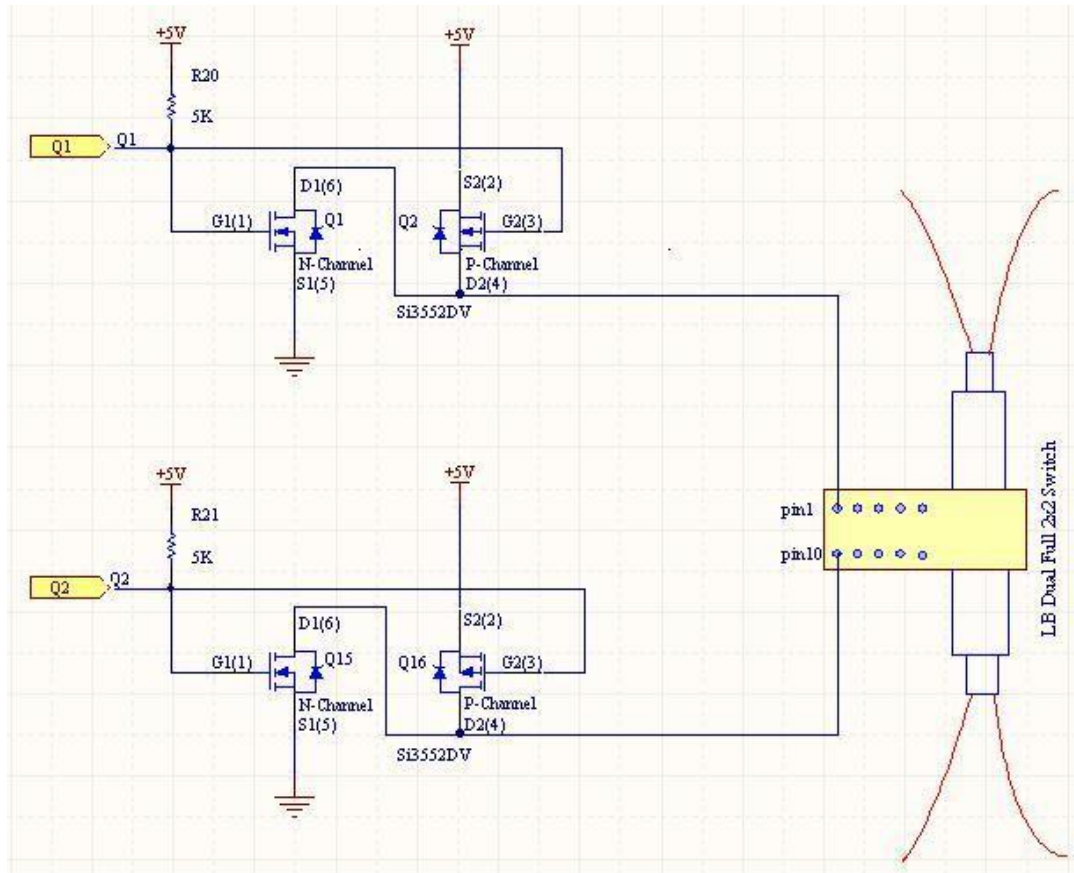 +5V
+5V
R20
5K
Q1
Q1
D1(6)
S2(2)
G1(1)
Q1
Q2
G2(3)
N-Channel
P-Channel
S1(5)
D2(4)
Si3552DV
+5V
+5V
R21
5K
pin1
pin10
LB Dual Full 2x2 Switch
Q2
Q2
D1(6)
S2(2)
G1(1)
Q15
Q16
G2(3)
N-Channel
P-Channel
S1(5)
D2(4)
Si3552DV